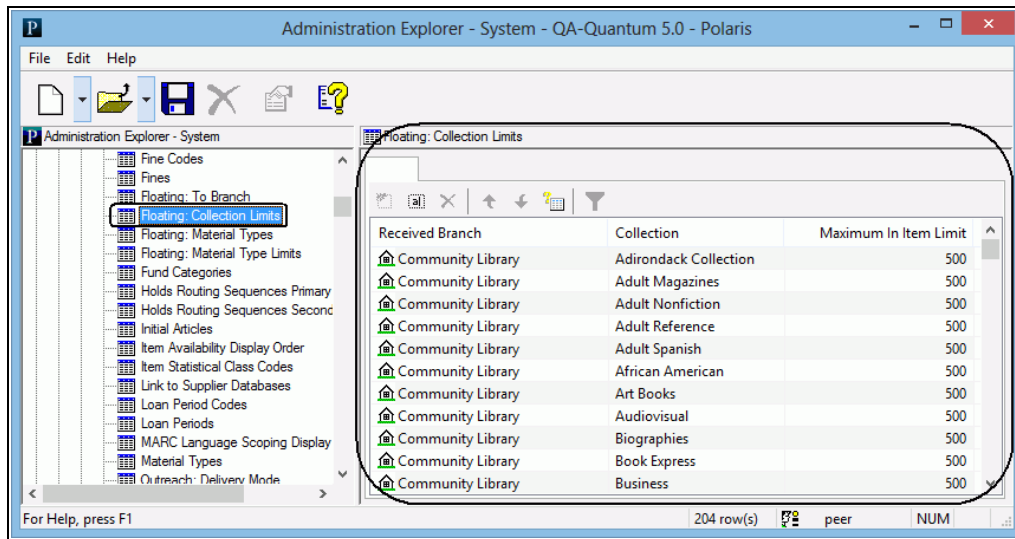 P
Administration Explorer - System - QA-Quantum 5.0 - Polaris
File Edit Help
P Administration Explorer - System
Fine Codes
Fines
Floating: To Branch
Floating: Collection Limits
Floating: Material Types
Floating: Material Type Limits
Fund Categories
Holds Routing Sequences Primary
Holds Routing Sequences Second
Initial Articles
Item Availability Display Order
Item Statistical Class Codes
Link to Supplier Databases
Loan Period Codes
Loan Periods
MARC Language Scoping Display
Material Types
Outreach: Delivery Mode
Floating: Collection Limits
a
Received Branch Collection Maximum In Item Limit
Community Library Adirondack Collection 500
Community Library Adult Magazines 500
Community Library Adult Nonfiction 500
Community Library Adult Reference 500
Community Library Adult Spanish 500
Community Library African American 500
Community Library Art Books 500
Community Library Audiovisual 500
Community Library Biographies 500
Community Library Book Express 500
Community Library Business 500
For Help, press F1 204 row(s) peer NUM